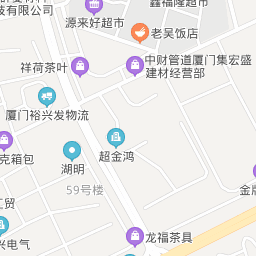 鑫福隆超市
技有限公司
源来好超市
老吴饭店
祥荷茶叶
中财管道厦门集宏盛
建材经营部
厦门裕兴发物流
超金鸿
克箱包
湖明
59号楼
金牌
工贸
龙福茶具
兴电气